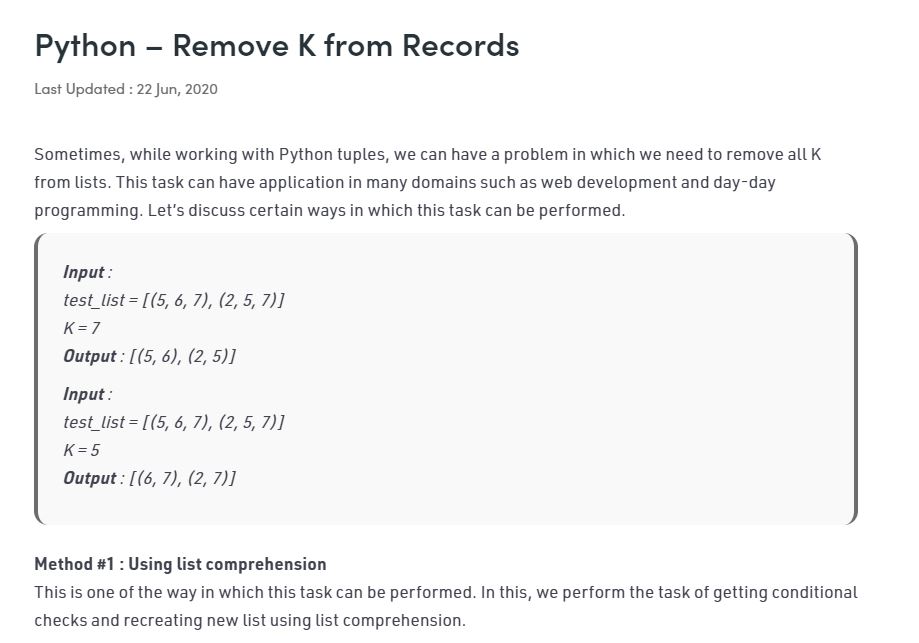 Python – Remove K from Records
Last Updated : 22 Jun, 2020
Sometimes, while working with Python tuples, we can have a problem in which we need to remove all K
from lists. This task can have application in many domains such as web development and day-day
programming. Let’s discuss certain ways in which this task can be performed.
Input :
test_list = [(5, 6, 7), (2, 5, 7)]
K = 7
Output : [(5, 6), (2, 5)]
Input :
test_list = [(5, 6, 7), (2, 5, 7)]
K = 5
Output : [(6, 7), (2, 7)]
Method #1 : Using list comprehension
This is one of the way in which this task can be performed. In this, we perform the task of getting conditional
checks and recreating new list using list comprehension.